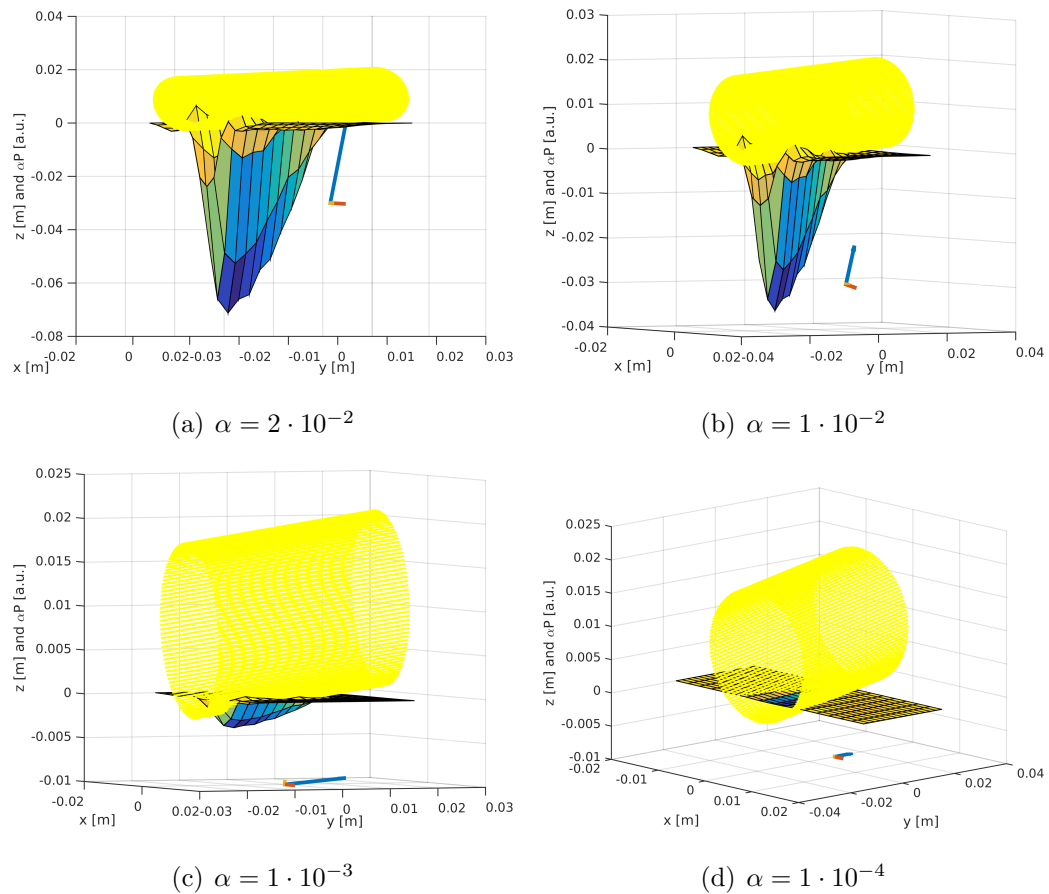 0.04
0.02
0
-0.02
-0.04
-0.06
-0.08
z [m] and αP [a.u.]
-0.02 0 0.02 -0.03 -0.02 -0.01 0 0.01 0.02 0.03
x [m] y [m]
(a) α = 2 · 10⁻²
0.03
0.02
0.01
0
-0.01
-0.02
-0.03
-0.04
z [m] and αP [a.u.]
-0.02 0 0.02 -0.04 -0.02 0 0.02 0.04
x [m] y [m]
(b) α = 1 · 10⁻²
0.025
0.02
0.015
0.01
0.005
0
-0.005
-0.01
z [m] and αP [a.u.]
-0.02 0 0.02 -0.03 -0.02 -0.01 0 0.01 0.02 0.03
x [m] y [m]
(c) α = 1 · 10⁻³
0.025
0.02
0.015
0.01
0.005
0
-0.005
-0.01
z [m] and αP [a.u.]
-0.02 -0.01 0 0.01 0.02 -0.04 -0.02 0 0.02 0.04
x [m] y [m]
(d) α = 1 · 10⁻⁴